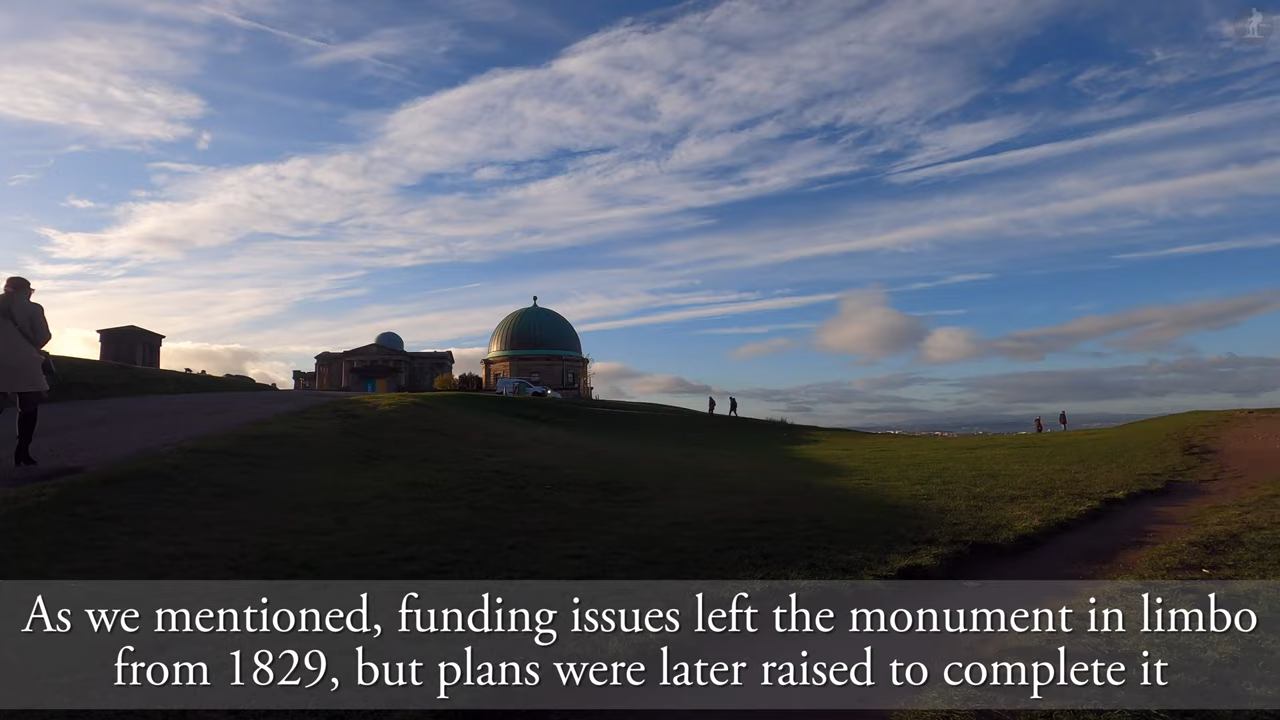 As we mentioned, funding issues left the monument in limbo
from 1829, but plans were later raised to complete it